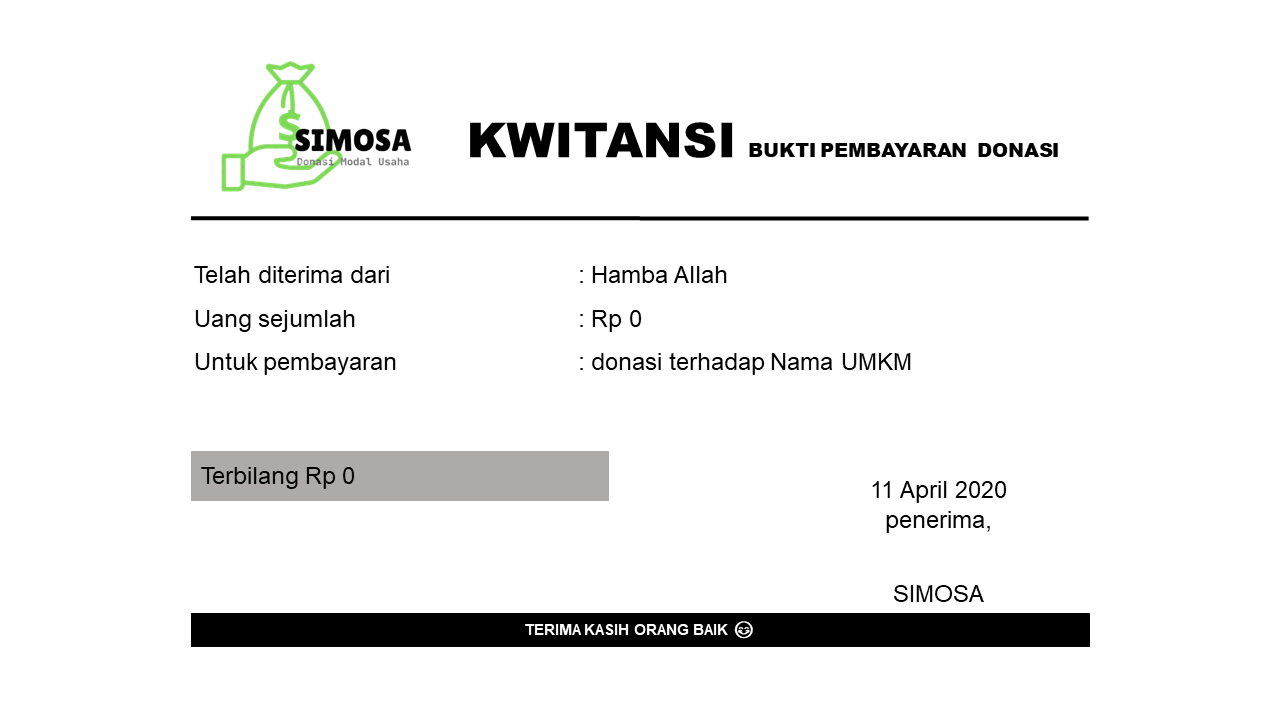 SIMOSA
Donasi Modal Usaha
KWITANSI BUKTI PEMBAYARAN DONASI
Telah diterima dari : Hamba Allah
Uang sejumlah : Rp 0
Untuk pembayaran : donasi terhadap Nama UMKM
Terbilang Rp 0
11 April 2020
penerima,
SIMOSA
TERIMA KASIH ORANG BAIK 😊